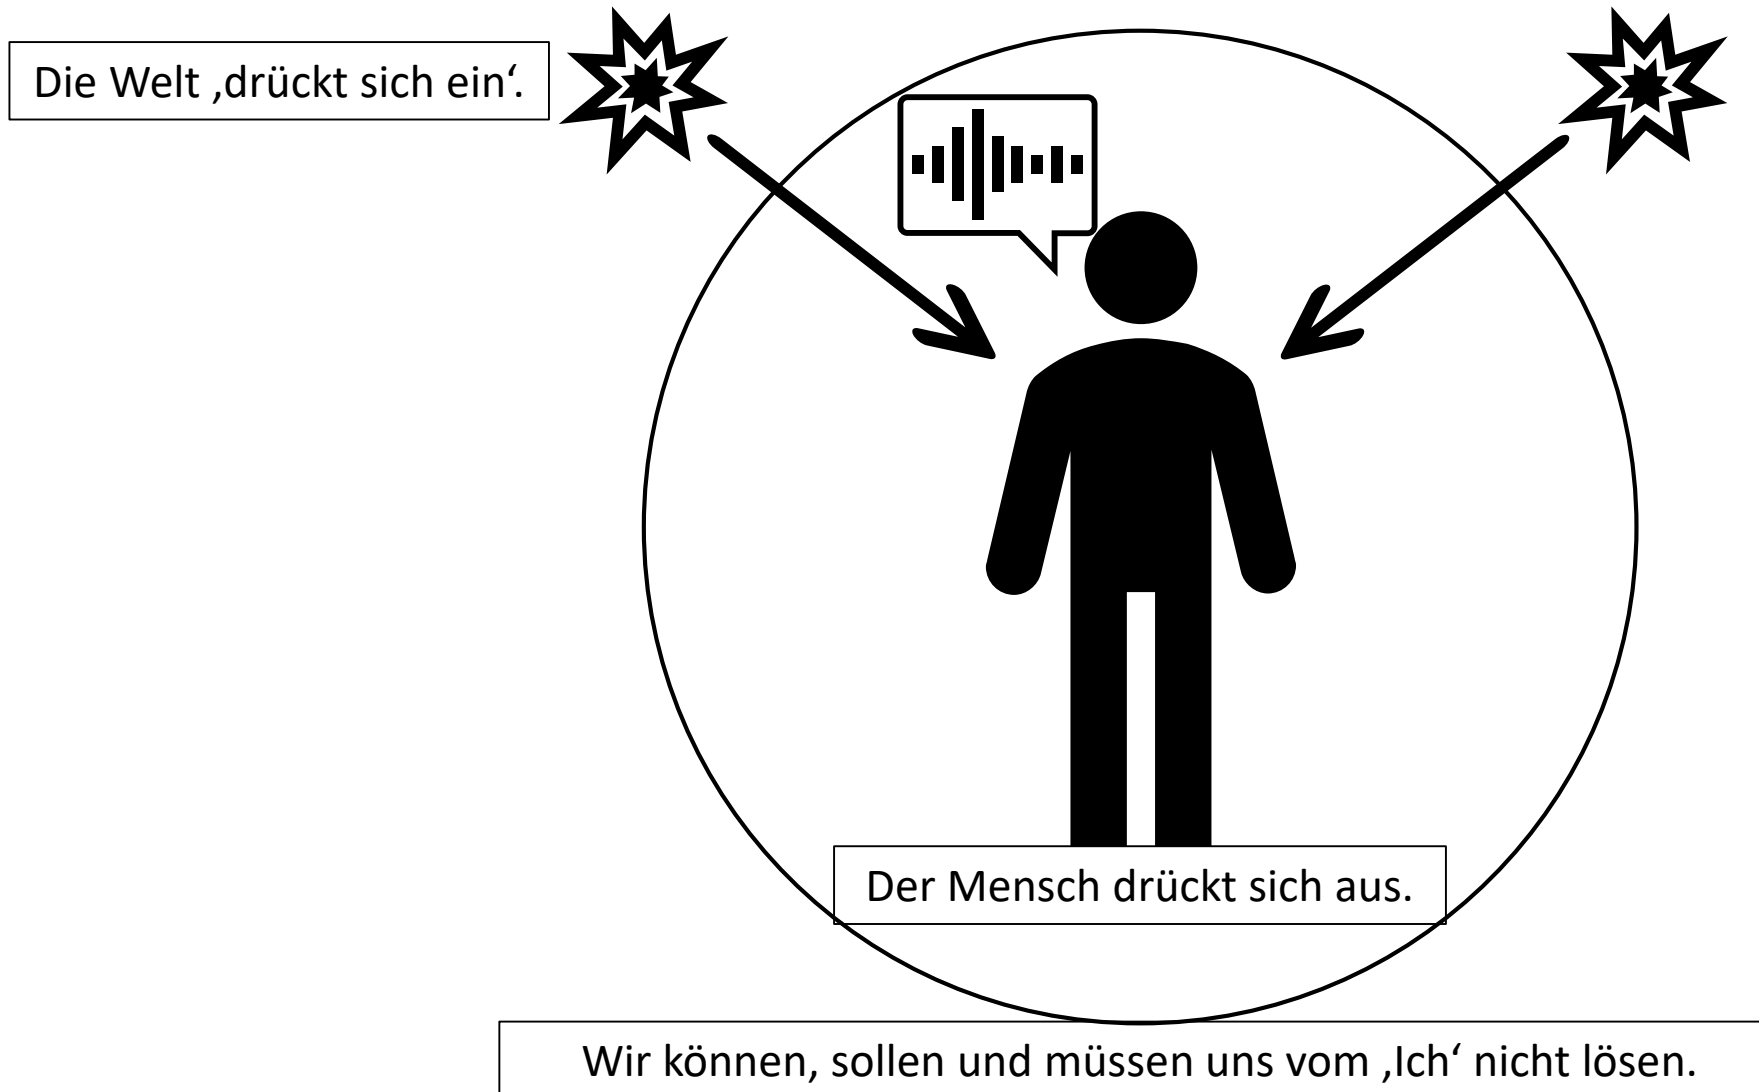 Die Welt ‚drückt sich ein‘.
Der Mensch drückt sich aus.
Wir können, sollen und müssen uns vom ‚Ich‘ nicht lösen.